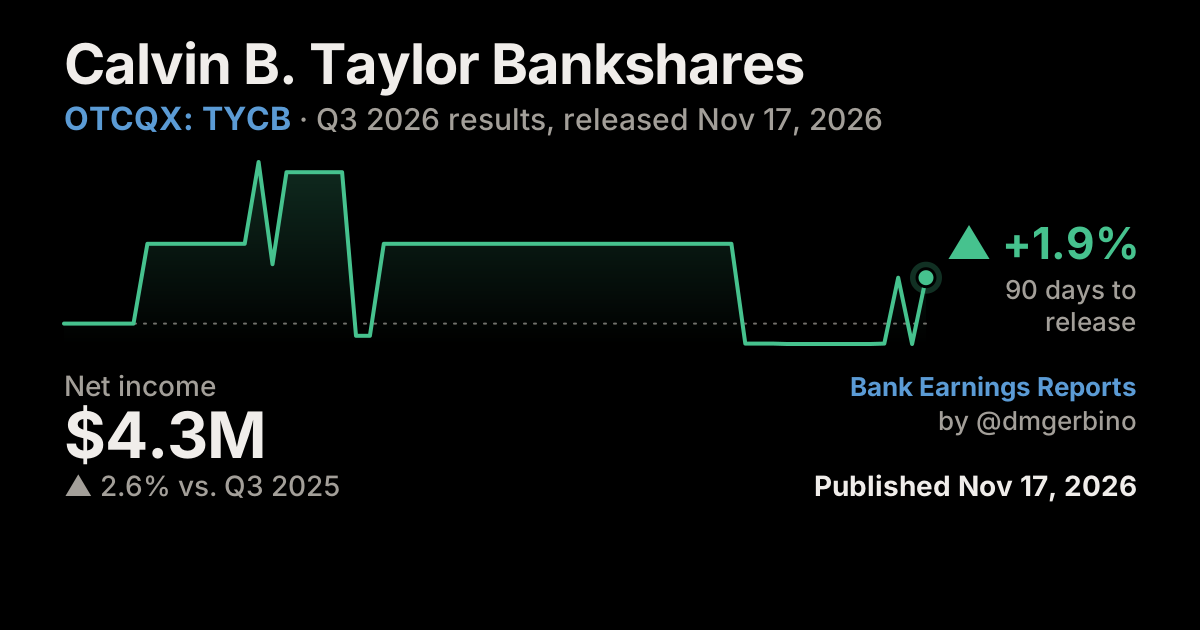 Calvin B. Taylor Bankshares
OTCQX: TYCB · Q3 2026 results, released Nov 17, 2026
▲ +1.9%
90 days to
release
Net income
$4.3M
▲ 2.6% vs. Q3 2025
Bank Earnings Reports
by @dmgerbino
Published Nov 17, 2026